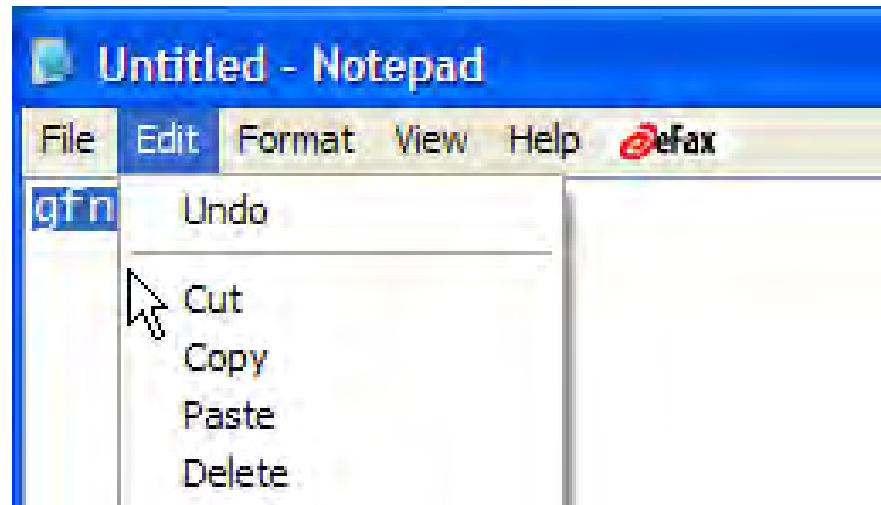 Untitled - Notepad
File Edit Format View Help eFax
gfn
Undo
Cut
Copy
Paste
Delete